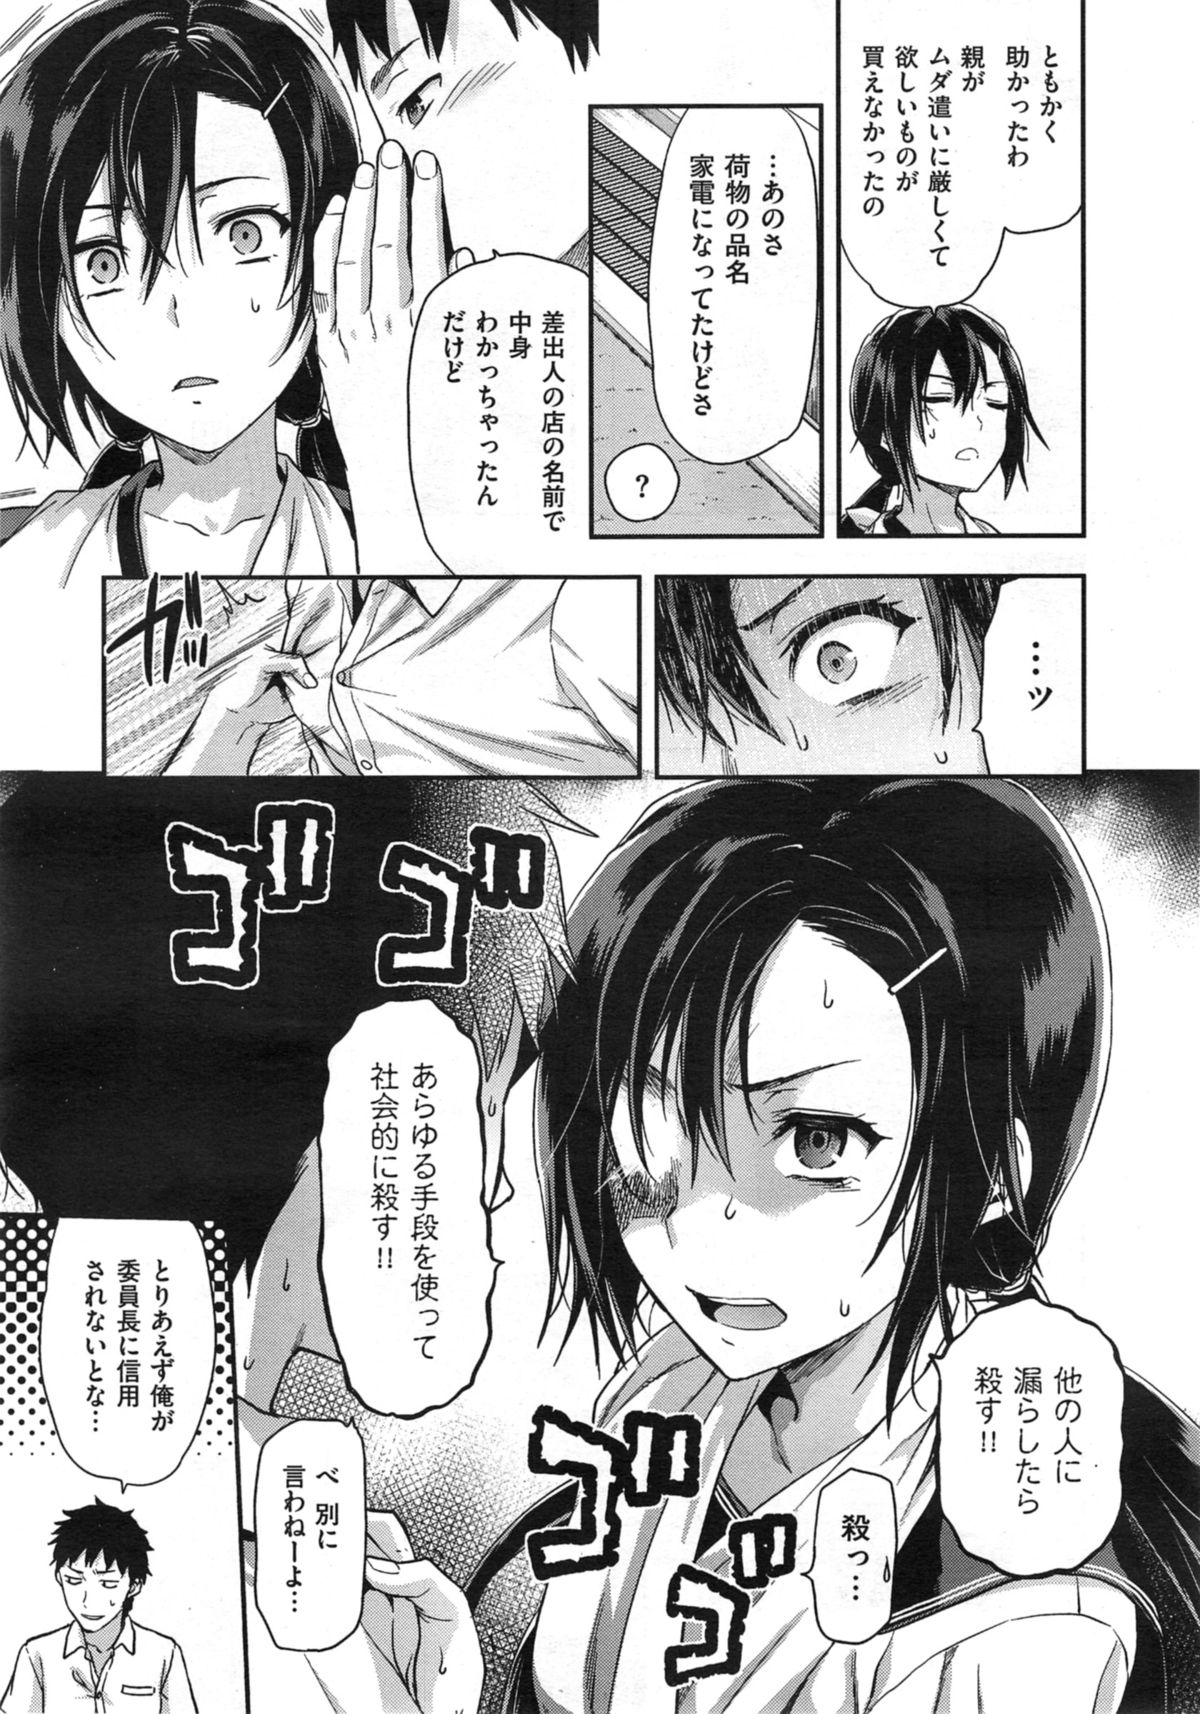 ともかく
助かったわ
親が
ムダ遣いに厳しくて
欲しいものが
買えなかったの
…あのさ
荷物の品名
家電になってたけどさ
?
差出人の店の名前で
中身
わかっちゃったん
だけど
…ッ
ガッ
他の人に
漏らしたら
殺す!!
殺っ…
あらゆる手段を使って
社会的に殺す!!
ゴゴ
ゴゴ
べ 別に
言わねーよ…
とりあえず俺が
委員長に信用
されないとな…